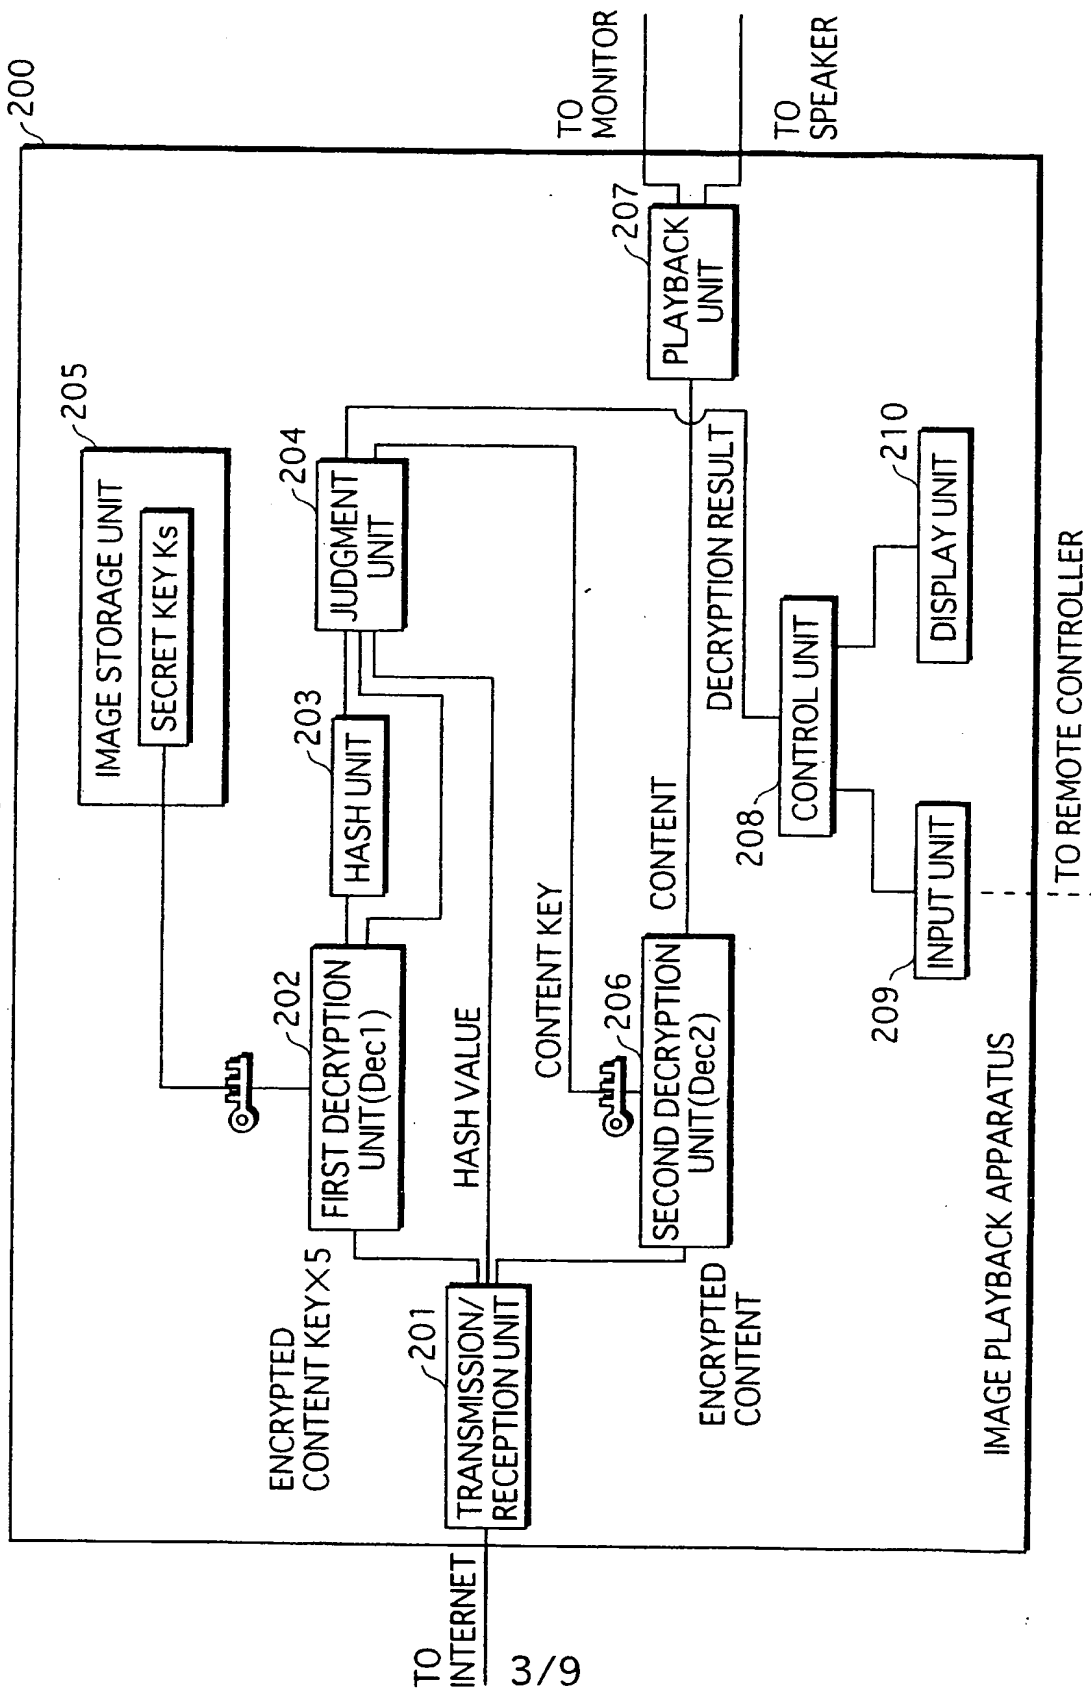 200
IMAGE STORAGE UNIT
SECRET KEY Ks
205
FIRST DECRYPTION
UNIT(Dec1)
202
HASH UNIT
203
JUDGMENT
UNIT
204
ENCRYPTED
CONTENT KEY×5
TO
INTERNET
TRANSMISSION/
RECEPTION UNIT
201
HASH VALUE
CONTENT KEY
SECOND DECRYPTION
UNIT(Dec2)
206
ENCRYPTED
CONTENT
CONTENT
PLAYBACK
UNIT
207
TO
MONITOR
TO
SPEAKER
DECRYPTION RESULT
CONTROL UNIT
208
INPUT UNIT
209
DISPLAY UNIT
210
IMAGE PLAYBACK APPARATUS
TO REMOTE CONTROLLER
3/9